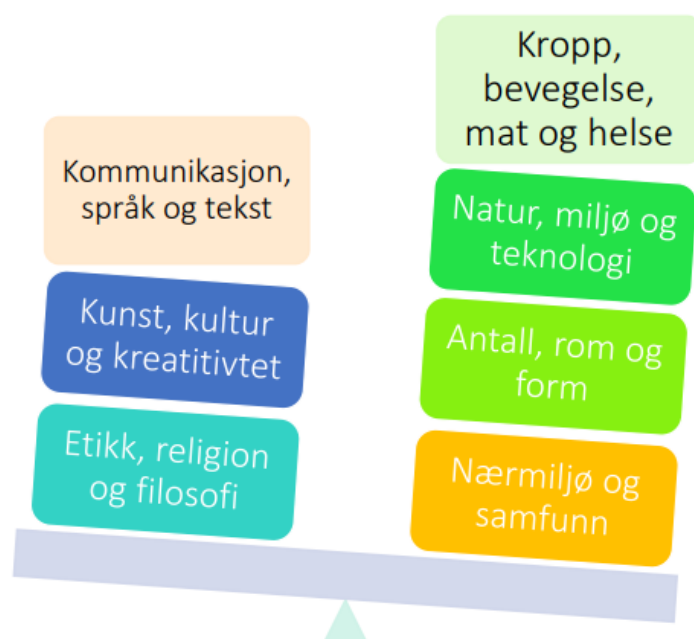 Kommunikasjon,
språk og tekst
Kunst, kultur
og kreatitivtet
Etikk, religion
og filosofi
Kropp,
bevegelse,
mat og helse
Natur, miljø og
teknologi
Antall, rom og
form
Nærmiljø og
samfunn